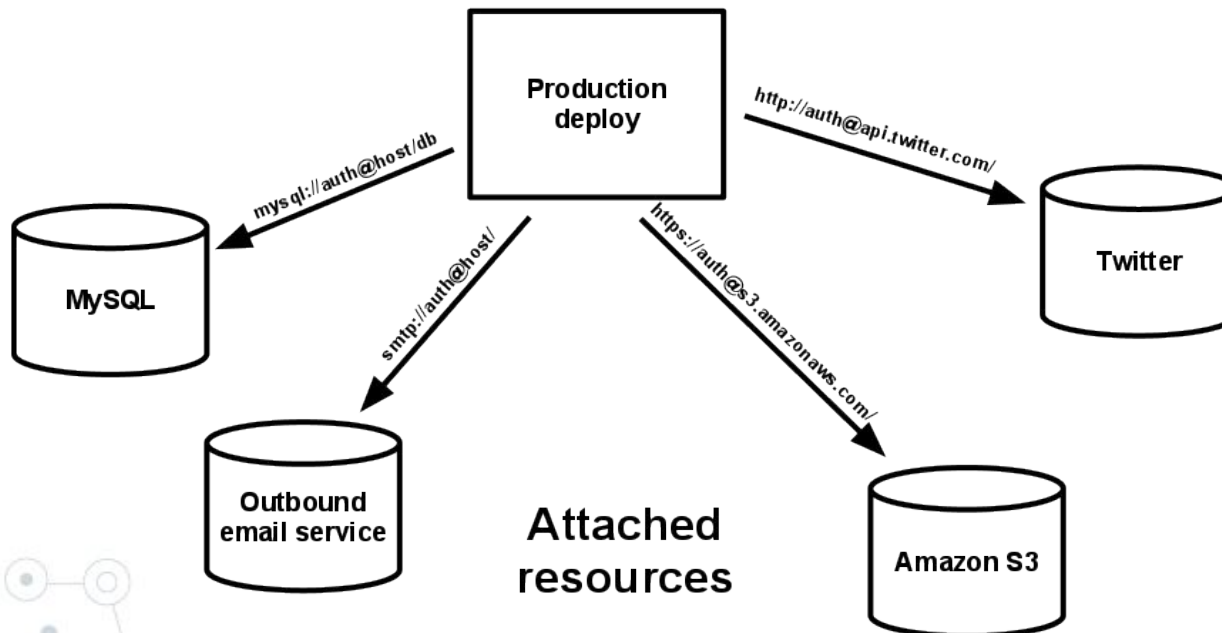 Production
deploy
mysql://auth@host/db
smtp://auth@host/
https://auth@s3.amazonaws.com/
http://auth@api.twitter.com/
MySQL
Outbound
email service
Attached
resources
Amazon S3
Twitter